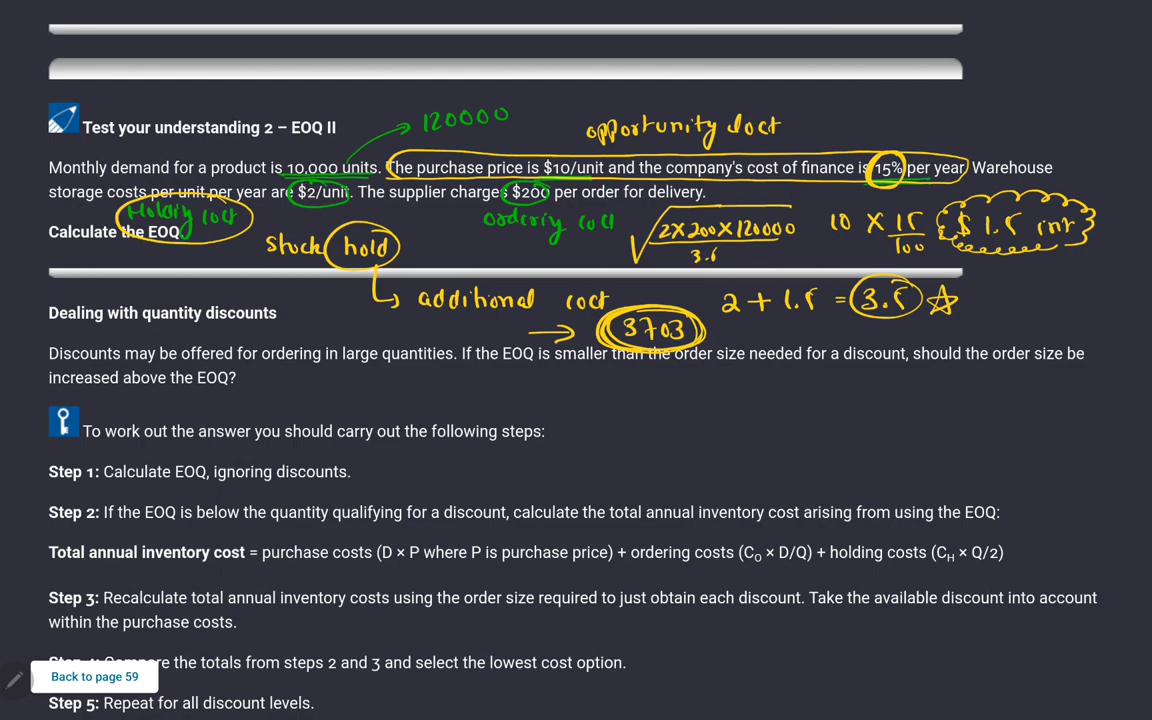 120000
opportunity cost
Test your understanding 2 – EOQ II
Monthly demand for a product is 10,000 units. The purchase price is $10/unit and the company's cost of finance is 15% per year. Warehouse
storage costs per unit per year are $2/unit. The supplier charges $200 per order for delivery.
Holding cost
ordering cost
√2×200×120000
3.5
10 × 15
100
$ 1.5 int
Calculate the EOQ.
stock hold
additional cost
2 + 1.5 = 3.5
→ 3703
Dealing with quantity discounts
Discounts may be offered for ordering in large quantities. If the EOQ is smaller than the order size needed for a discount, should the order size be
increased above the EOQ?
To work out the answer you should carry out the following steps:
Step 1: Calculate EOQ, ignoring discounts.
Step 2: If the EOQ is below the quantity qualifying for a discount, calculate the total annual inventory cost arising from using the EOQ:
Total annual inventory cost = purchase costs (D × P where P is purchase price) + ordering costs (C_O × D/Q) + holding costs (C_H × Q/2)
Step 3: Recalculate total annual inventory costs using the order size required to just obtain each discount. Take the available discount into account
within the purchase costs.
Step 4: Compare the totals from steps 2 and 3 and select the lowest cost option.
Back to page 59
Step 5: Repeat for all discount levels.